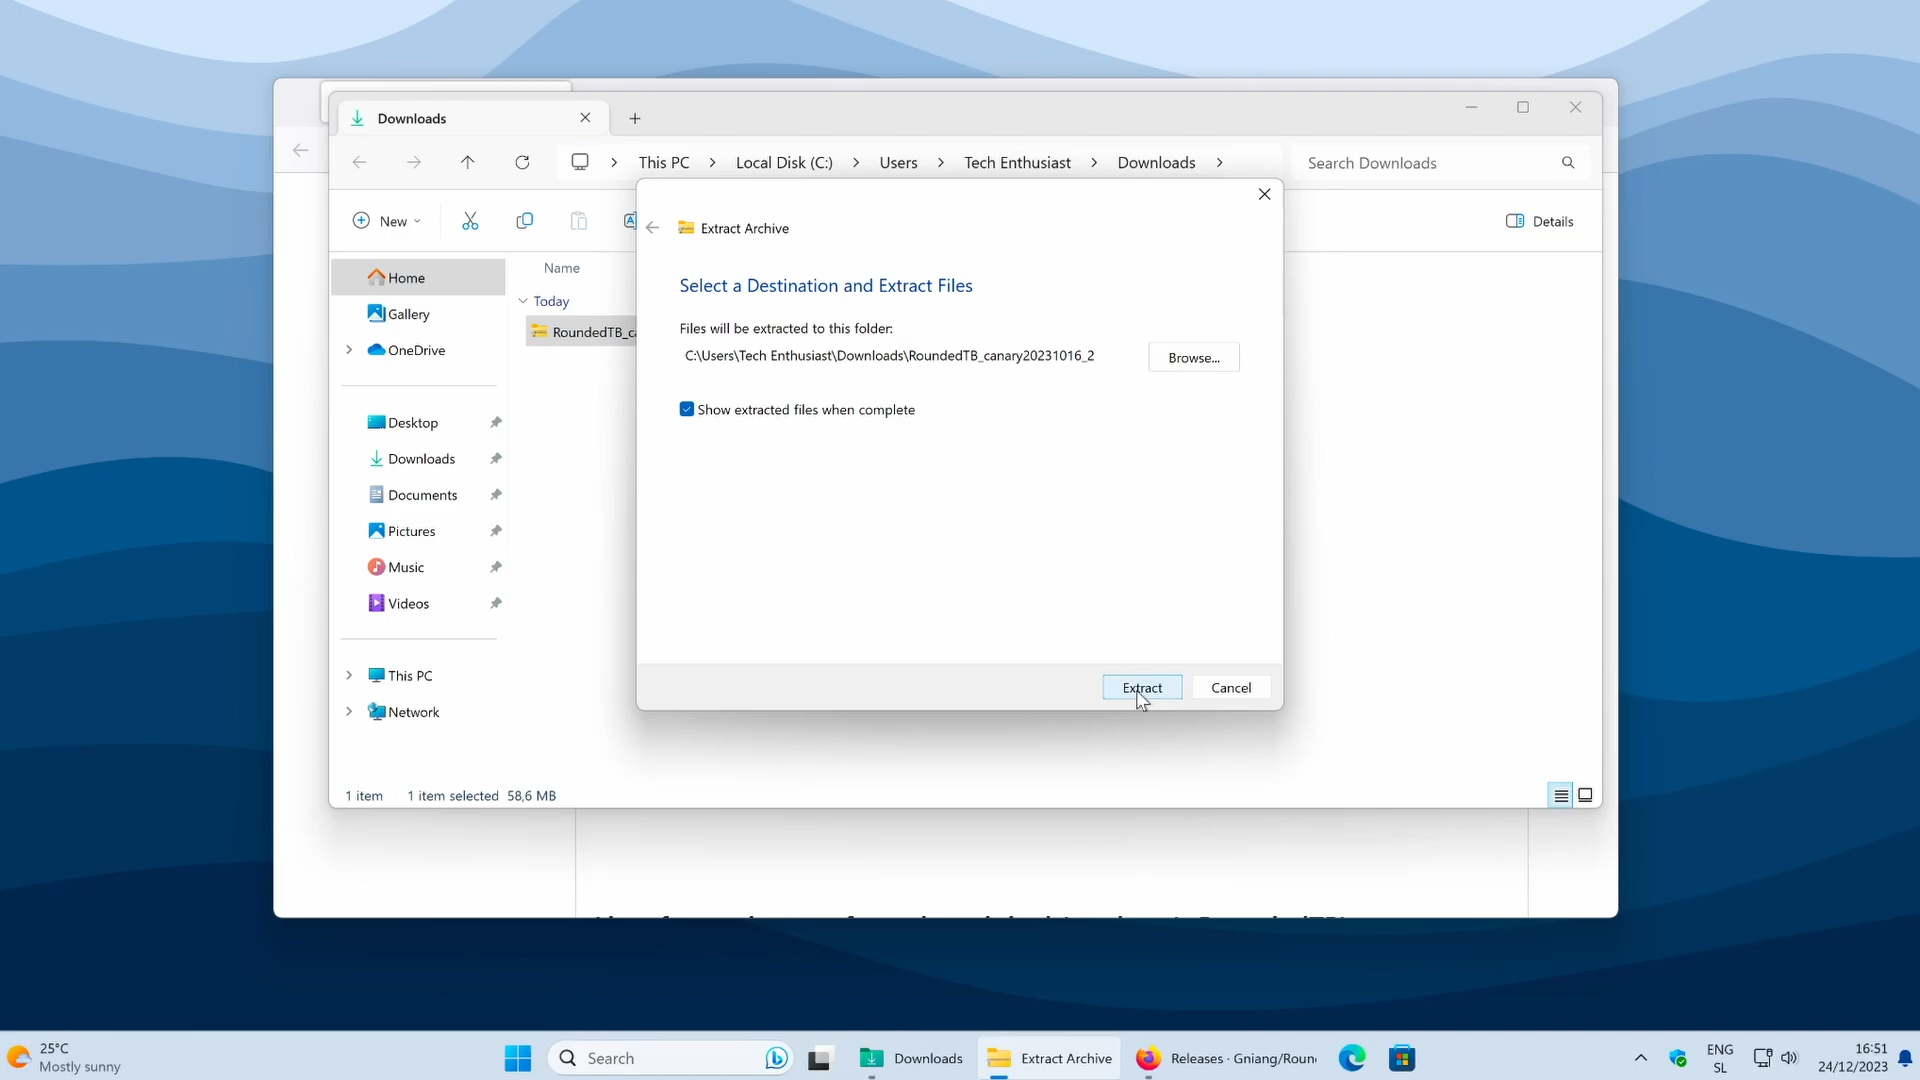 Downloads
This PC
Local Disk (C:)
Users
Tech Enthusiast
Downloads
Search Downloads
New
Details
Extract Archive
Select a Destination and Extract Files
Files will be extracted to this folder:
C:\Users\Tech Enthusiast\Downloads\RoundedTB_canary20231016_2
Browse...
Show extracted files when complete
Extract
Cancel
Name
Today
RoundedTB_ca
Home
Gallery
OneDrive
Desktop
Downloads
Documents
Pictures
Music
Videos
This PC
Network
1 item 1 item selected 58,6 MB
25°C
Mostly sunny
Search
Downloads
Extract Archive
Releases · Gniang/Roun
ENG
SL
16:51
24/12/2023